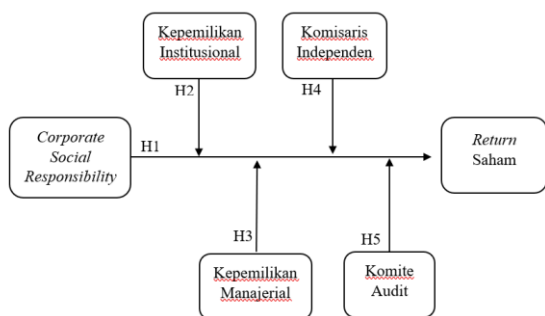 Kepemilikan
Institusional
Komisaris
Independen
H2
H4
Corporate
Social
Responsibility
H1
Return
Saham
H3
H5
Kepemilikan
Manajerial
Komite
Audit